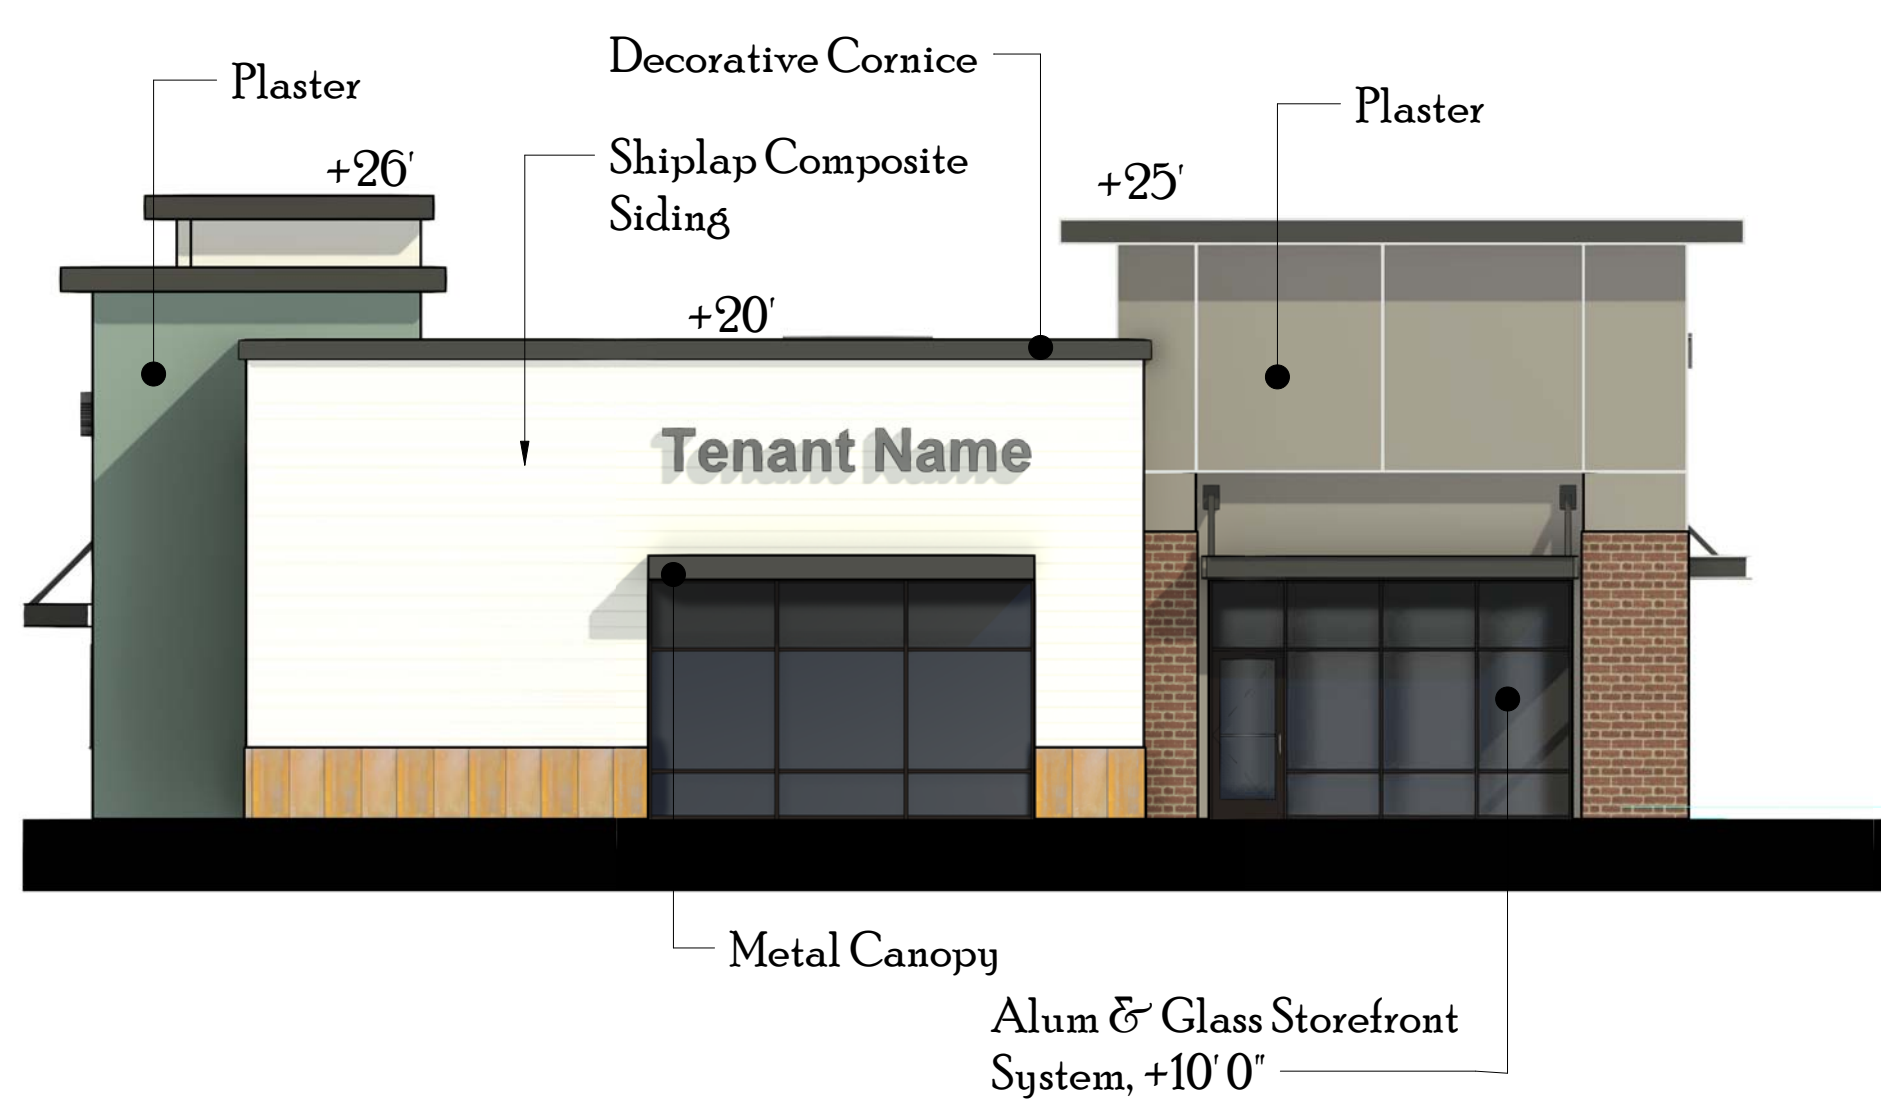 Decorative Cornice
Plaster
Plaster
Shiplap Composite
Siding
+26'
+25'
+20'
Tenant Name
Metal Canopy
Alum & Glass Storefront
System, +10' 0"